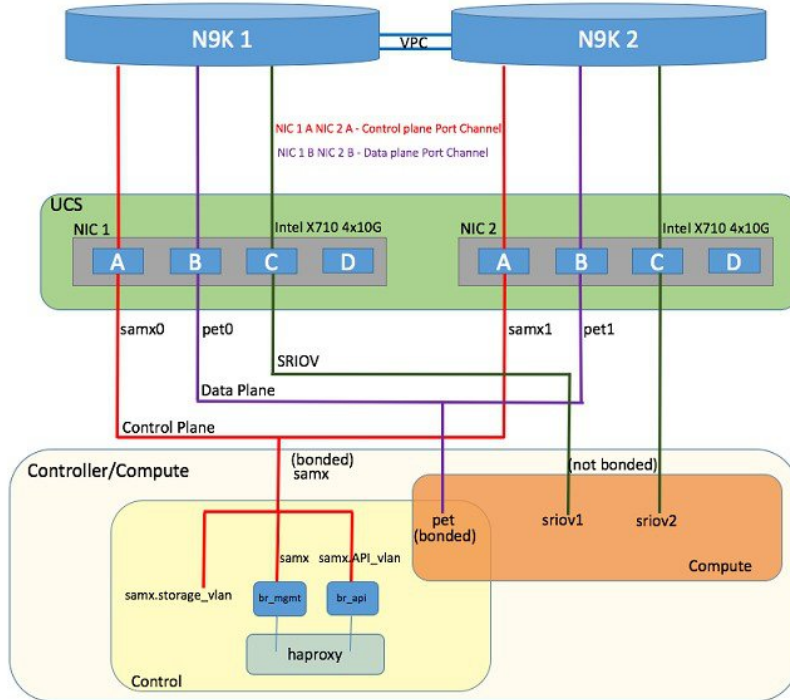 N9K 1
VPC
N9K 2
NIC 1 A NIC 2 A - Control plane Port Channel
NIC 1 B NIC 2 B - Data plane Port Channel
UCS
NIC 1
Intel X710 4x10G
NIC 2
Intel X710 4x10G
A
B
C
D
A
B
C
D
samx0
pet0
samx1
pet1
SRIOV
Data Plane
Control Plane
Controller/Compute
(bonded)
samx
(not bonded)
pet
(bonded)
sriov1
sriov2
Compute
samx
samx.API_vlan
samx.storage_vlan
br_mgmt
br_api
haproxy
Control